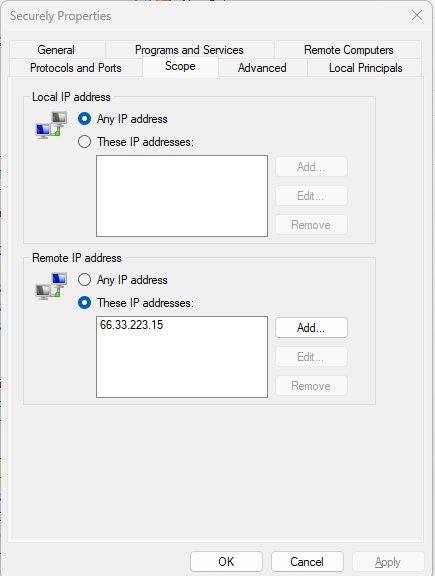 Securely Properties
General
Programs and Services
Remote Computers
Protocols and Ports
Scope
Advanced
Local Principals
Local IP address
Any IP address
These IP addresses:
Add...
Edit...
Remove
Remote IP address
Any IP address
These IP addresses:
66.33.223.15
Add...
Edit...
Remove
OK
Cancel
Apply